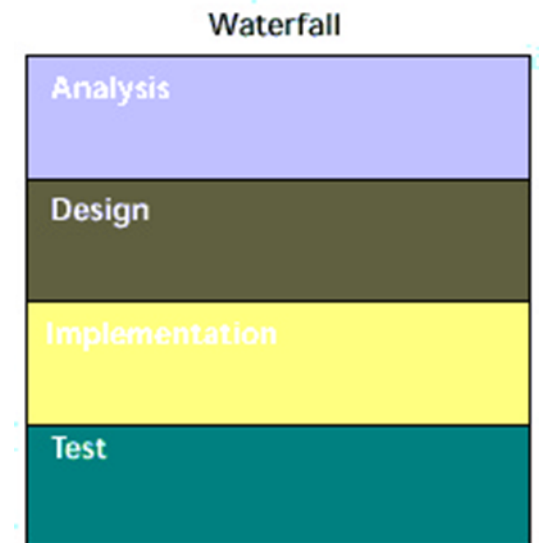 Waterfall
Analysis
Design
Implementation
Test